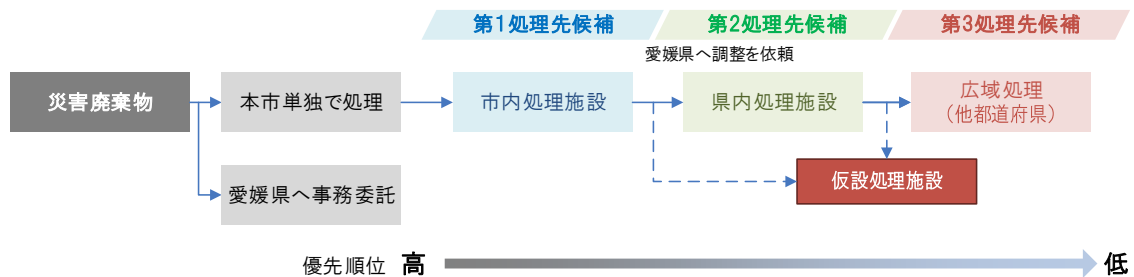 第1処理先候補
第2処理先候補
第3処理先候補
愛媛県へ調整を依頼
災害廃棄物
本市単独で処理
市内処理施設
県内処理施設
広域処理
（他都道府県）
愛媛県へ事務委託
仮設処理施設
優先順位 高
低